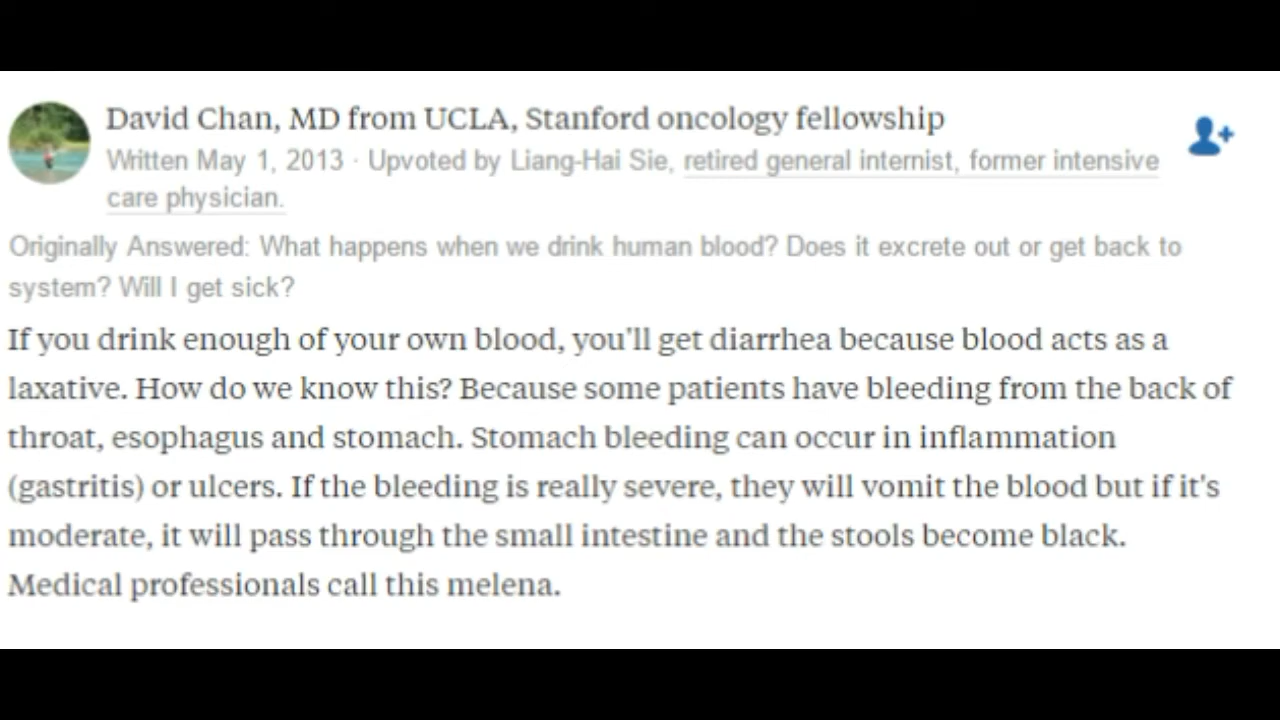 David Chan, MD from UCLA, Stanford oncology fellowship
Written May 1, 2013 · Upvoted by Liang-Hai Sie, retired general internist, former intensive
care physician.
Originally Answered: What happens when we drink human blood? Does it excrete out or get back to
system? Will I get sick?
If you drink enough of your own blood, you'll get diarrhea because blood acts as a
laxative. How do we know this? Because some patients have bleeding from the back of
throat, esophagus and stomach. Stomach bleeding can occur in inflammation
(gastritis) or ulcers. If the bleeding is really severe, they will vomit the blood but if it's
moderate, it will pass through the small intestine and the stools become black.
Medical professionals call this melena.